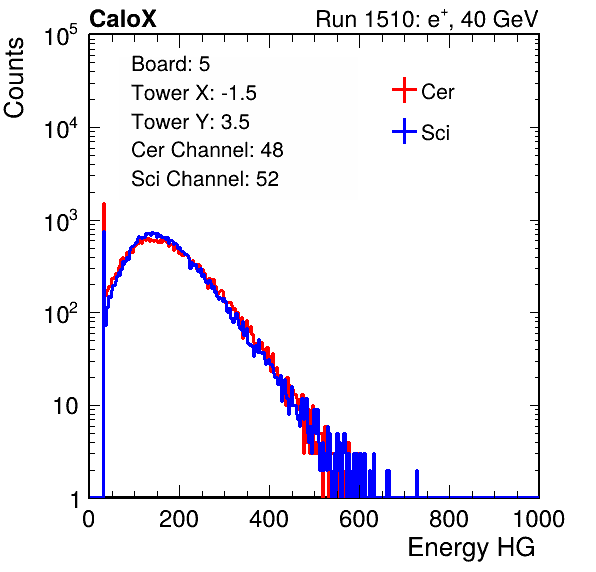 CaloX Run 1510: e⁺, 40 GeV
Counts
10⁵
10⁴
10³
10²
10
1
Board: 5
Tower X: -1.5
Tower Y: 3.5
Cer Channel: 48
Sci Channel: 52
Cer
Sci
0 200 400 600 800 1000
Energy HG